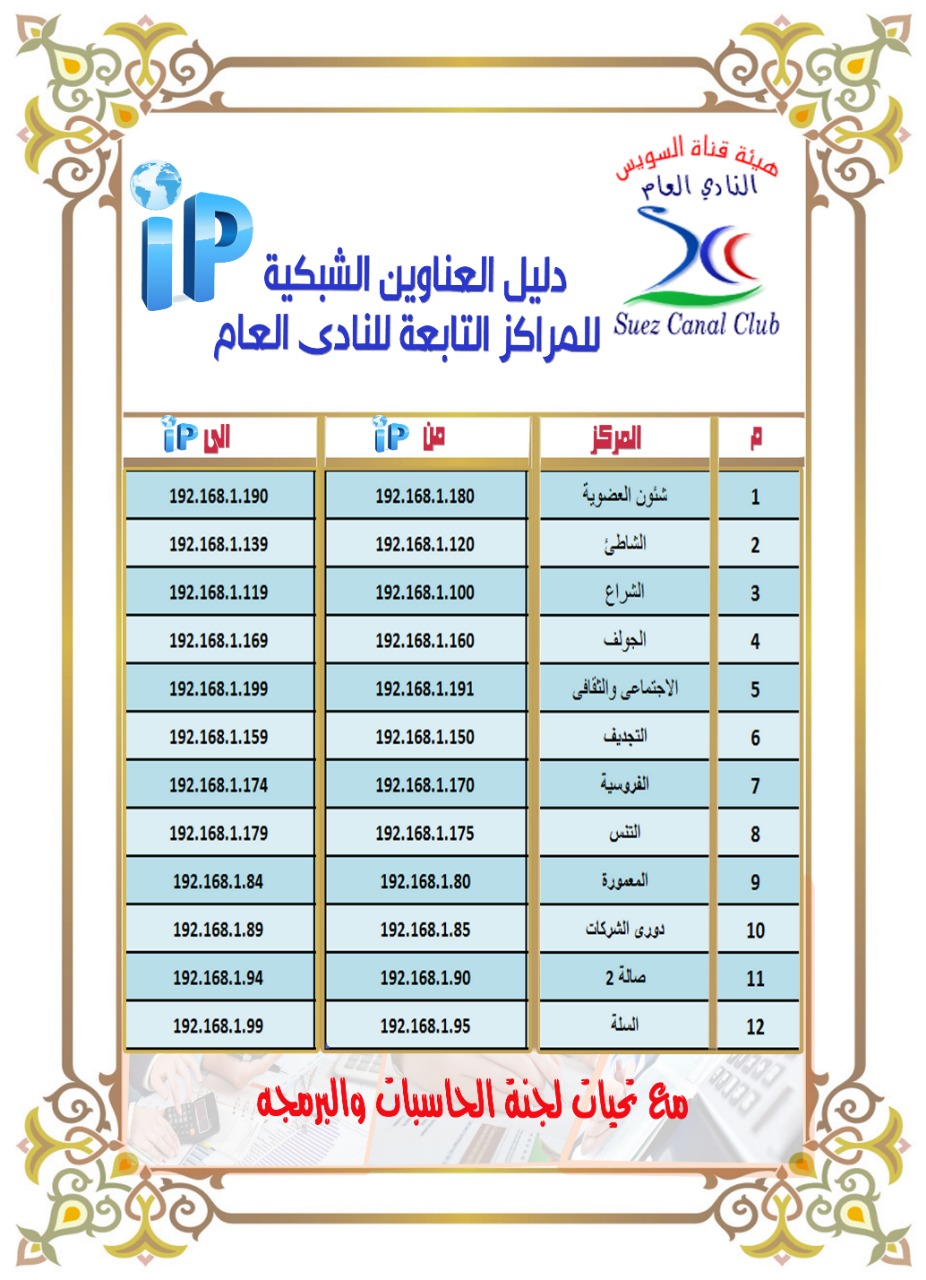 هيئة قناة السويس
النادي العام
Suez Canal Club
iP
دليل العناوين الشبكية
للمراكز التابعة للنادى العام
م المركز من iP الى iP
1 شئون العضوية 192.168.1.180 192.168.1.190
2 الشاطئ 192.168.1.120 192.168.1.139
3 الشراع 192.168.1.100 192.168.1.119
4 الجولف 192.168.1.160 192.168.1.169
5 الاجتماعى والثقافى 192.168.1.191 192.168.1.199
6 التجديف 192.168.1.150 192.168.1.159
7 الفروسية 192.168.1.170 192.168.1.174
8 التنس 192.168.1.175 192.168.1.179
9 المعمورة 192.168.1.80 192.168.1.84
10 دورى الشركات 192.168.1.85 192.168.1.89
11 صالة 2 192.168.1.90 192.168.1.94
12 السلة 192.168.1.95 192.168.1.99
مع تحيات لجنة الحاسبات والبرمجه